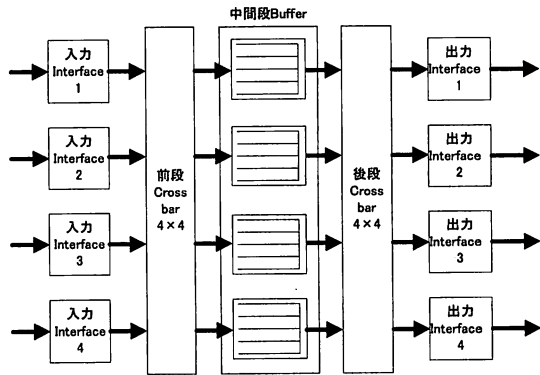 中間段Buffer
入力
Interface
1
入力
Interface
2
入力
Interface
3
入力
Interface
4
前段
Cross
bar
4×4
後段
Cross
bar
4×4
出力
Interface
1
出力
Interface
2
出力
Interface
3
出力
Interface
4